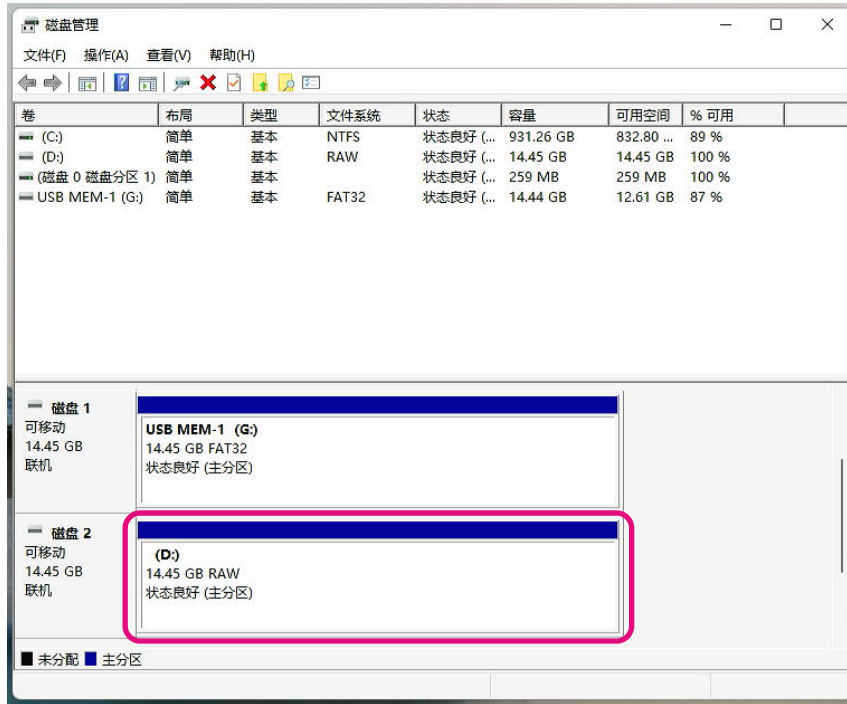 磁盘管理
文件(F) 操作(A) 查看(V) 帮助(H)
卷 布局 类型 文件系统 状态 容量 可用空间 % 可用
(C:) 简单 基本 NTFS 状态良好 (... 931.26 GB 832.80 ... 89 %
(D:) 简单 基本 RAW 状态良好 (... 14.45 GB 14.45 GB 100 %
(磁盘 0 磁盘分区 1) 简单 基本 状态良好 (... 259 MB 259 MB 100 %
USB MEM-1 (G:) 简单 基本 FAT32 状态良好 (... 14.44 GB 12.61 GB 87 %
磁盘 1
可移动
14.45 GB
联机
USB MEM-1 (G:)
14.45 GB FAT32
状态良好 (主分区)
磁盘 2
可移动
14.45 GB
联机
(D:)
14.45 GB RAW
状态良好 (主分区)
未分配 主分区